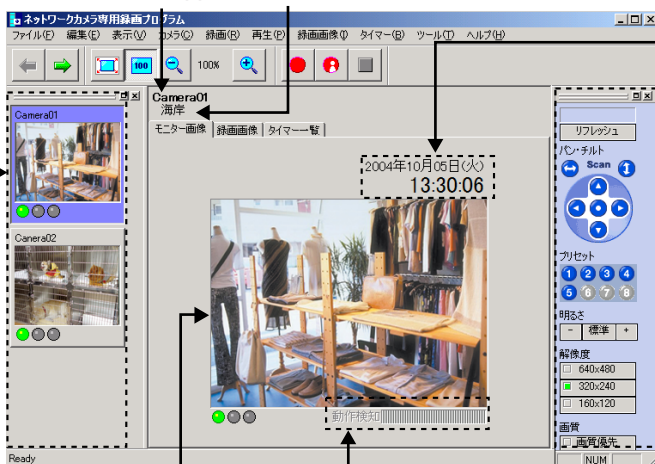 ネットワークカメラ専用録画プログラム
ファイル(F) 編集(E) 表示(V) カメラ(C) 録画(R) 再生(P) 録画画像(I) タイマー(B) ツール(T) ヘルプ(H)
100 100%
Camera01
海岸
モニター画像 録画画像 タイマー一覧
2004年10月05日(火)
13:30:06
動作検知
Camera01
Canera02
リフレッシュ
パン・チルト
Scan
プリセット
1 2 3 4
5 6 7 8
明るさ
- 標準 +
解像度
640x480
320x240
160x120
画質
画質優先
Ready NUM